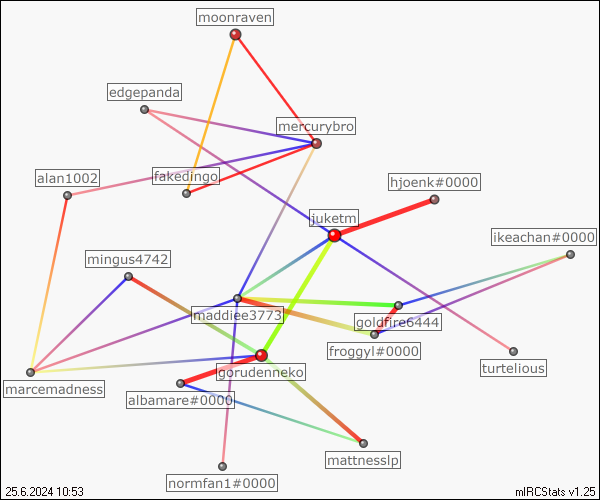 moonraven
edgepanda
mercurybro
alan1002
fakedingo
hjoenk#0000
juketm
ikeachan#0000
mingus4742
maddiee3773
goldfire6444
froggyl#0000
turtelious
gorudenneko
marcemadness
albamare#0000
mattnesslp
normfan1#0000
25.6.2024 10:53
mIRCStats v1.25